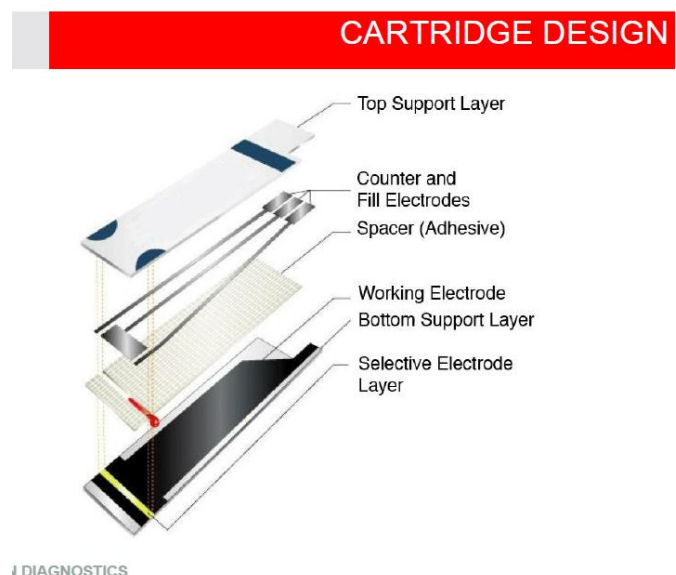 CARTRIDGE DESIGN
Top Support Layer
Counter and
Fill Electrodes
Spacer (Adhesive)
Working Electrode
Bottom Support Layer
Selective Electrode
Layer
DIAGNOSTICS